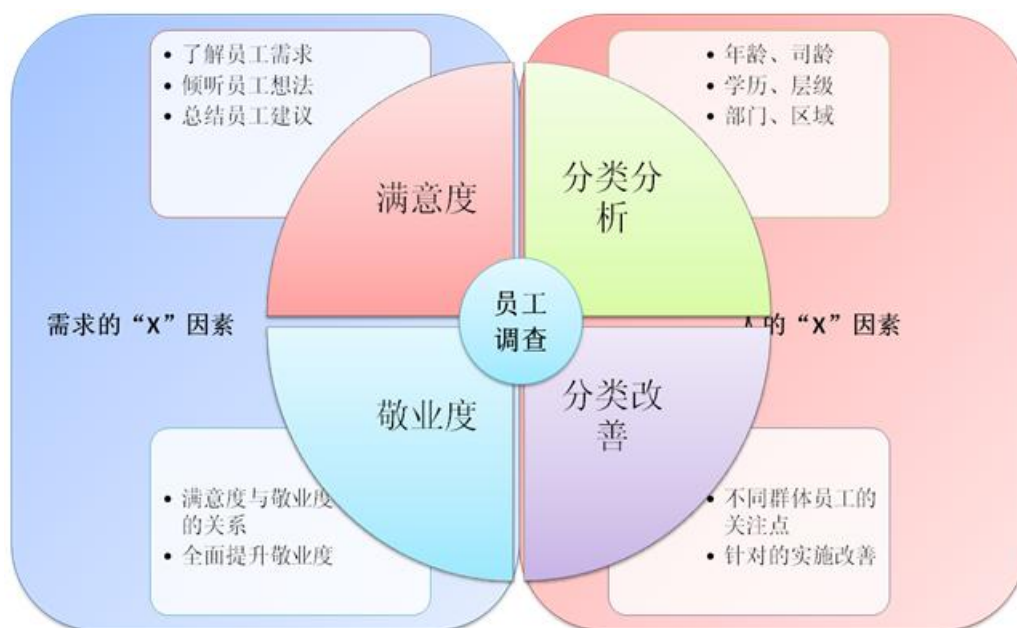 • 了解员工需求
• 倾听员工想法
• 总结员工建议
• 年龄、司龄
• 学历、层级
• 部门、区域
满意度
分类分
析
需求的“X”因素
员工
调查
人的“X”因素
敬业度
分类改
善
• 满意度与敬业度
的关系
• 全面提升敬业度
• 不同群体员工的
关注点
• 针对的实施改善